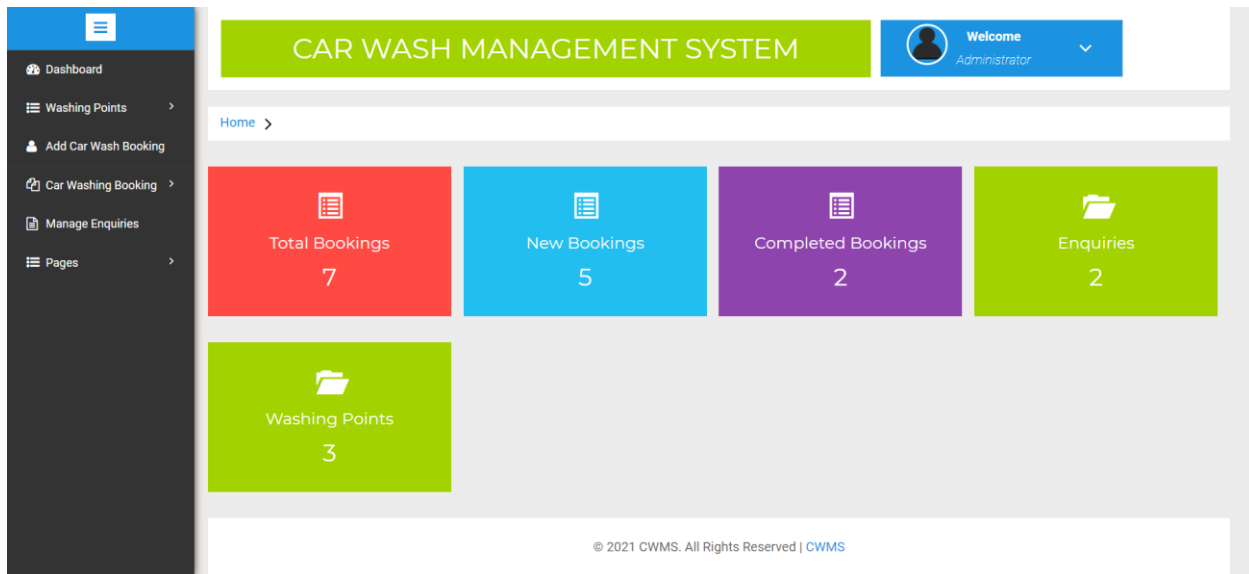 CAR WASH MANAGEMENT SYSTEM
Welcome
Administrator
Dashboard
Washing Points
Add Car Wash Booking
Car Washing Booking
Manage Enquiries
Pages
Home
Total Bookings
7
New Bookings
5
Completed Bookings
2
Enquiries
2
Washing Points
3
© 2021 CWMS. All Rights Reserved | CWMS